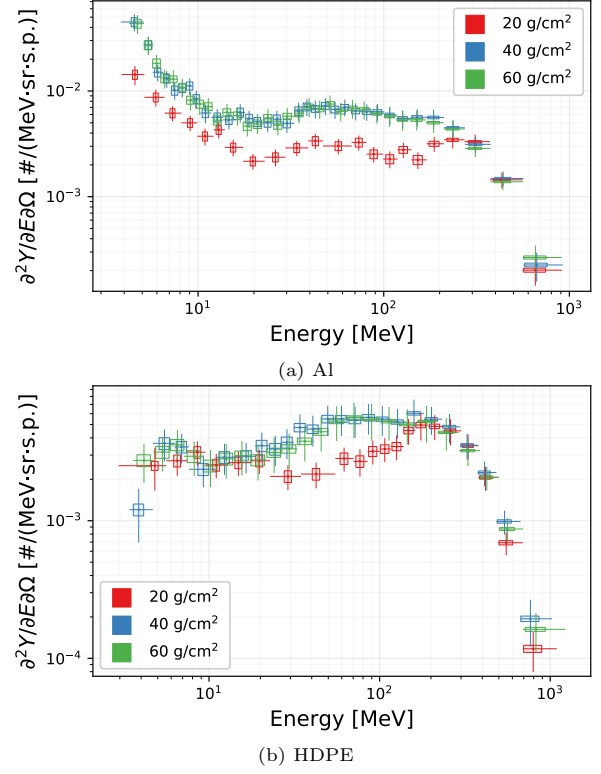 20 g/cm²
40 g/cm²
60 g/cm²
10⁻²
10⁻³
∂²Y/∂E∂Ω [#/(MeV·sr·s.p.)]
10¹ 10² 10³
Energy [MeV]
(a) Al
10⁻³
10⁻⁴
∂²Y/∂E∂Ω [#/(MeV·sr·s.p.)]
20 g/cm²
40 g/cm²
60 g/cm²
10¹ 10² 10³
Energy [MeV]
(b) HDPE